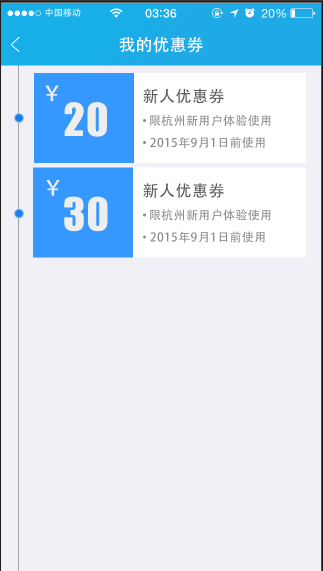 中国移动 03:36 20%
我的优惠券
¥ 20
新人优惠券
• 限杭州新用户体验使用
• 2015年9月1日前使用
¥ 30
新人优惠券
• 限杭州新用户体验使用
• 2015年9月1日前使用